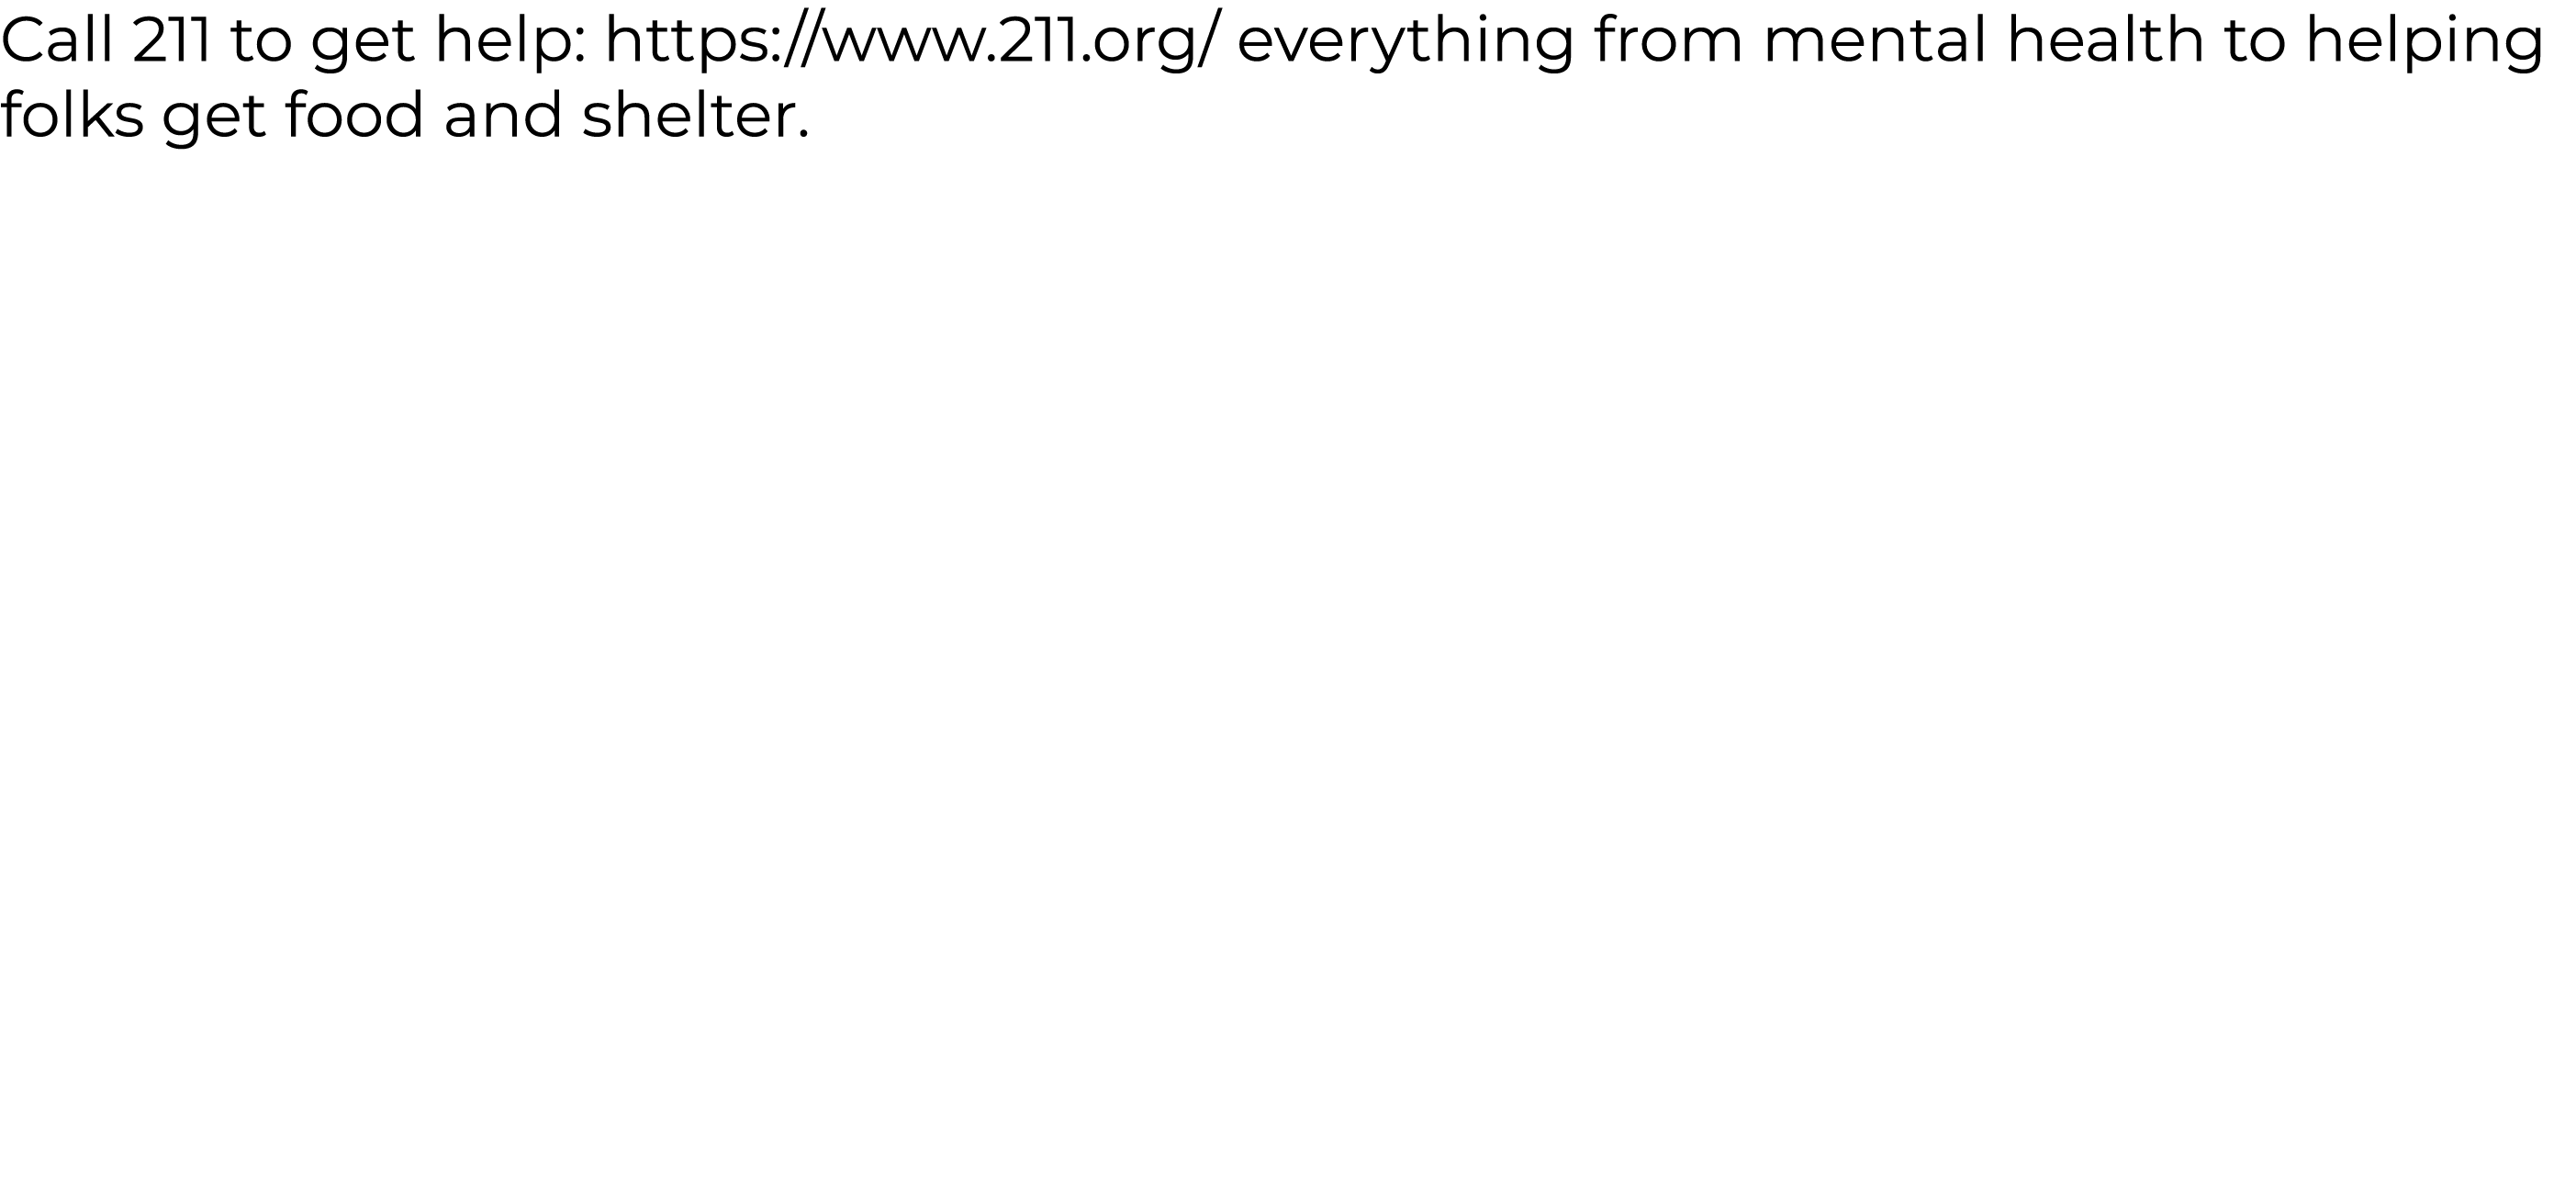 Call 211 to get help: https://www.211.org/ everything from mental health to helping
folks get food and shelter.